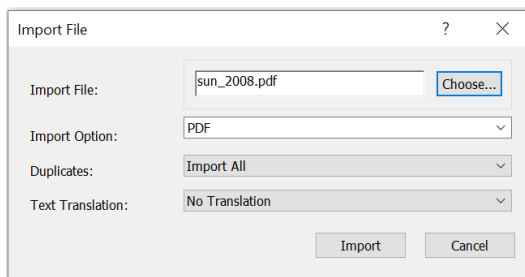 Import File
?
Import File:
sun_2008.pdf
Choose...
Import Option:
PDF
Duplicates:
Import All
Text Translation:
No Translation
Import
Cancel